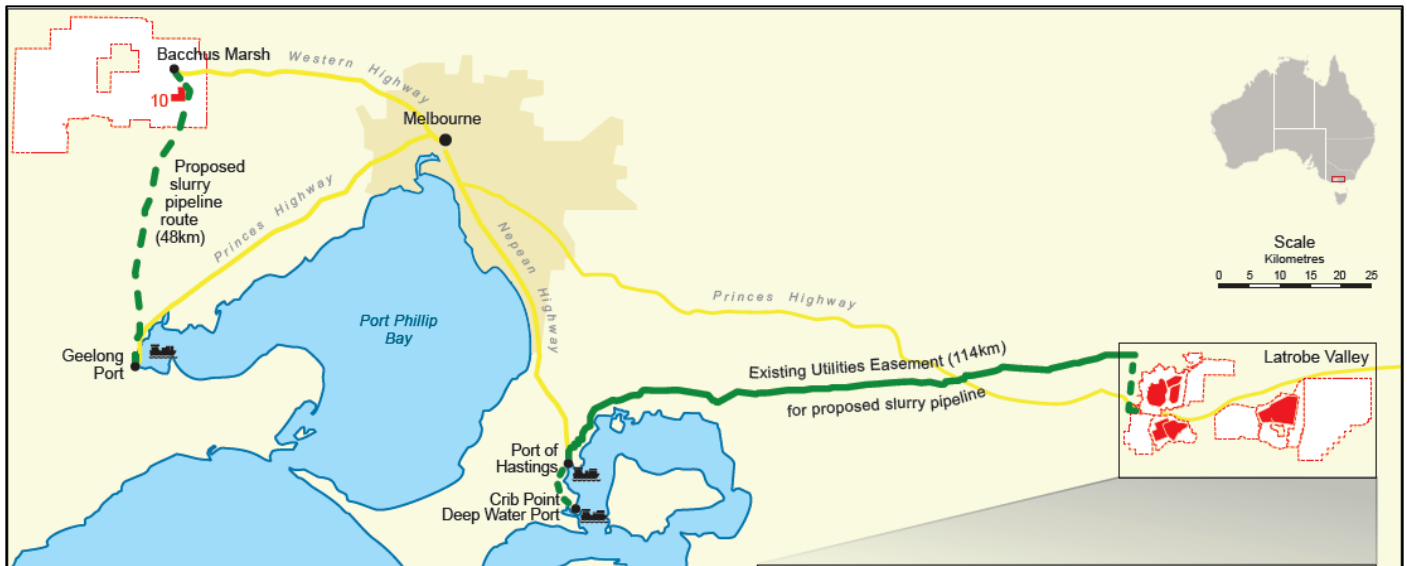 Bacchus Marsh
Western Highway
10
Melbourne
Proposed
slurry
pipeline
route
(48km)
Princes Highway
Nepean Highway
Scale
Kilometres
0 5 10 15 20 25
Princes Highway
Port Phillip
Bay
Geelong
Port
Existing Utilities Easement (114km)
for proposed slurry pipeline
Latrobe Valley
Port of
Hastings
Crib Point
Deep Water Port